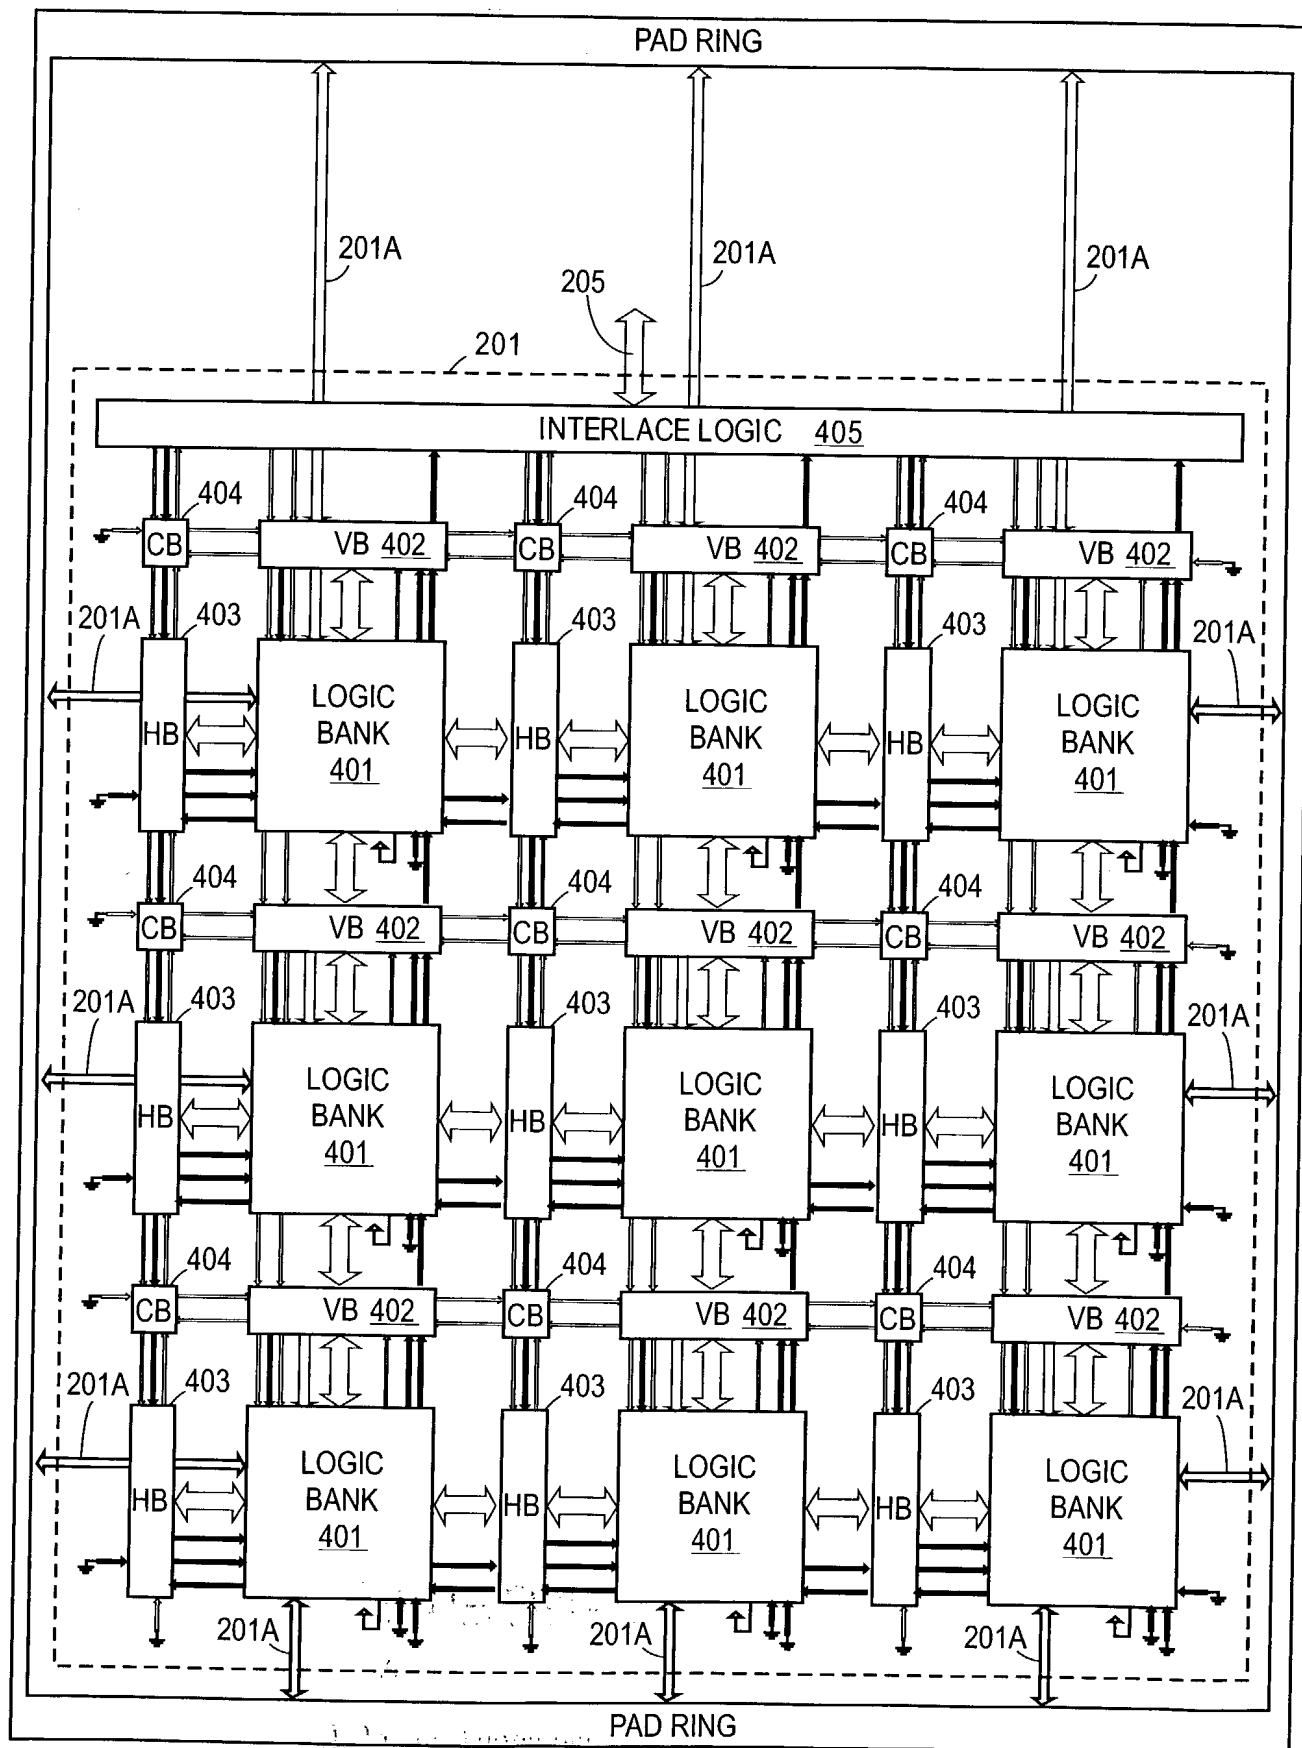 PAD RING
201A 201A 201A
205
201
INTERLACE LOGIC 405
404 404 404
CB VB 402 CB VB 402 CB VB 402
201A 403 403 403 201A
HB LOGIC BANK 401 HB LOGIC BANK 401 HB LOGIC BANK 401
404 404 404
CB VB 402 CB VB 402 CB VB 402
201A 403 403 403 201A
HB LOGIC BANK 401 HB LOGIC BANK 401 HB LOGIC BANK 401
404 404 404
CB VB 402 CB VB 402 CB VB 402
201A 403 403 403 201A
HB LOGIC BANK 401 HB LOGIC BANK 401 HB LOGIC BANK 401
201A 201A 201A
PAD RING